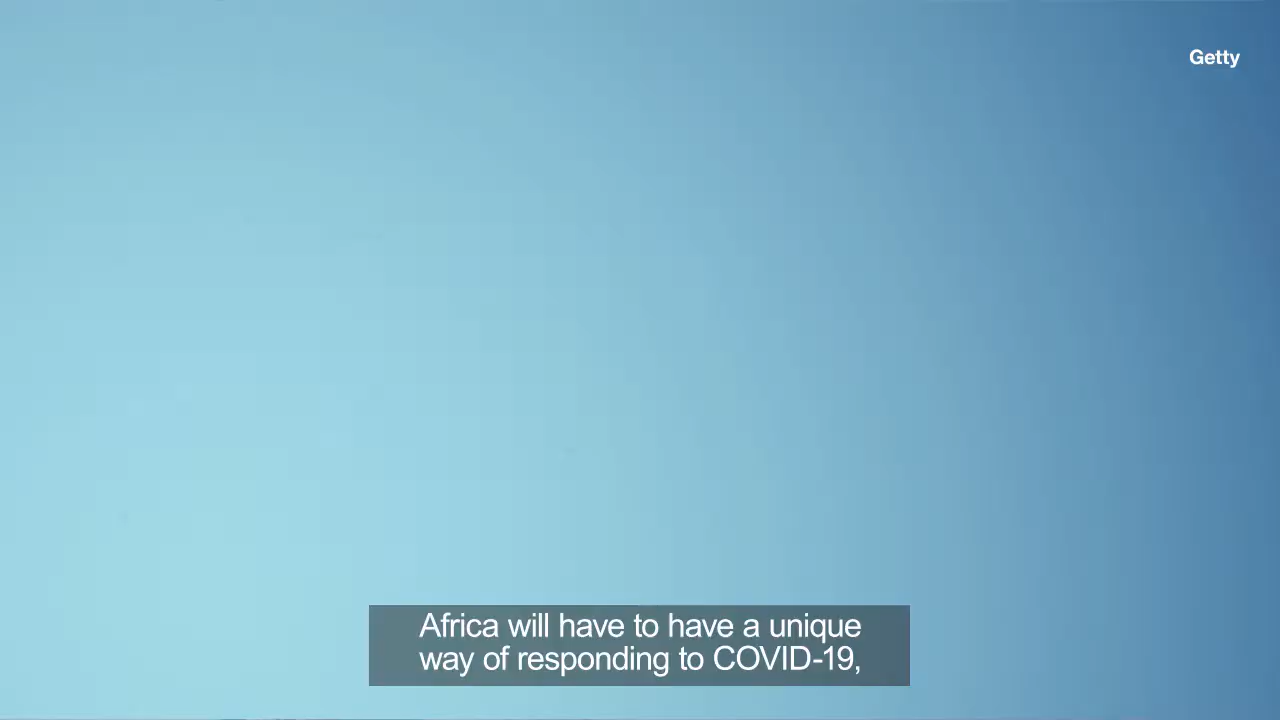 Getty
Africa will have to have a unique
way of responding to COVID-19,